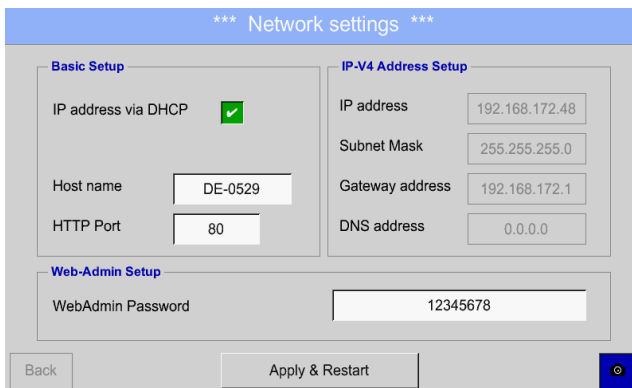 *** Network settings ***
Basic Setup
IP address via DHCP
Host name DE-0529
HTTP Port 80
IP-V4 Address Setup
IP address 192.168.172.48
Subnet Mask 255.255.255.0
Gateway address 192.168.172.1
DNS address 0.0.0.0
Web-Admin Setup
WebAdmin Password 12345678
Back Apply & Restart